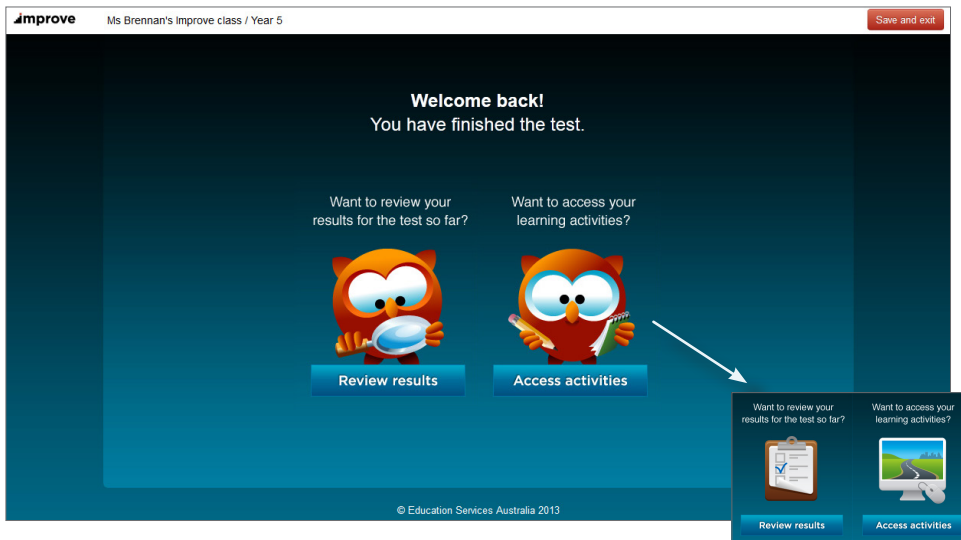 improve
Ms Brennan's Improve class / Year 5
Save and exit
Welcome back!
You have finished the test.
Want to review your
results for the test so far?
Want to access your
learning activities?
Review results
Access activities
Want to review your
results for the test so far?
Want to access your
learning activities?
Review results
Access activities
© Education Services Australia 2013